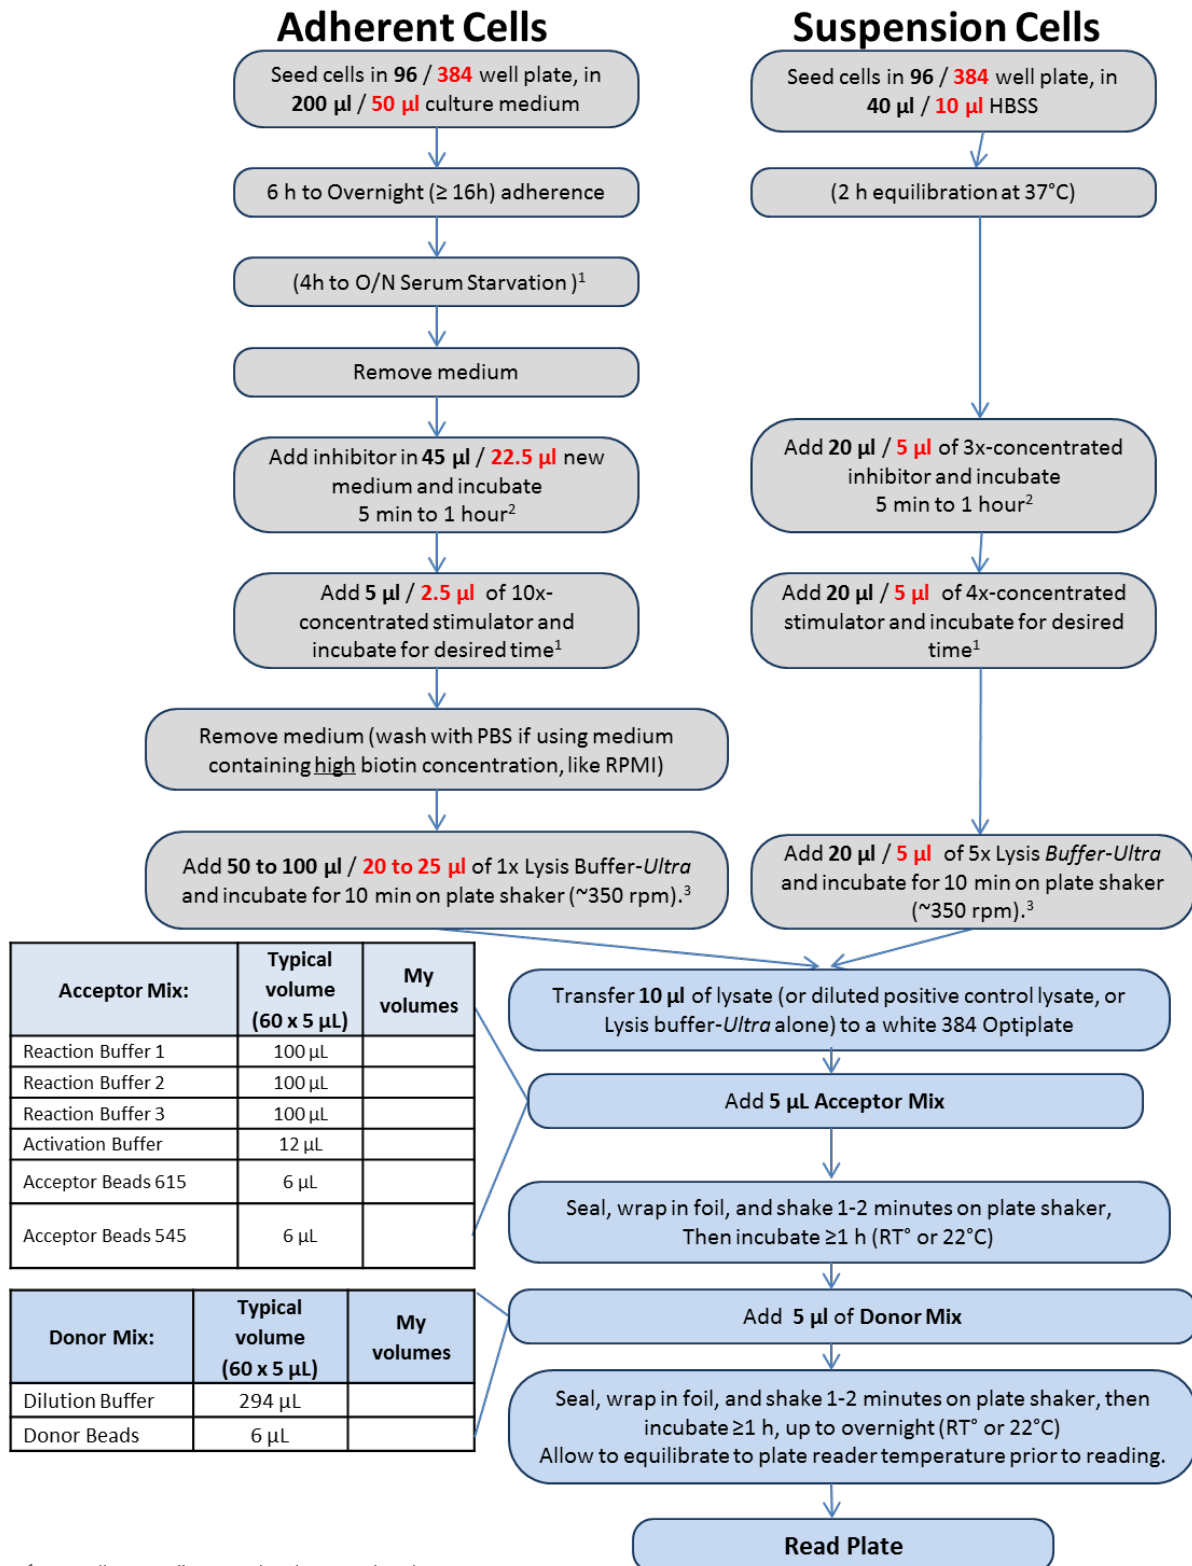 Adherent Cells
Seed cells in 96 / 384 well plate, in
200 µl / 50 µl culture medium
6 h to Overnight (≥ 16h) adherence
(4h to O/N Serum Starvation )1
Remove medium
Add inhibitor in 45 µl / 22.5 µl new
medium and incubate
5 min to 1 hour2
Add 5 µl / 2.5 µl of 10x-
concentrated stimulator and
incubate for desired time1
Remove medium (wash with PBS if using medium
containing high biotin concentration, like RPMI)
Add 50 to 100 µl / 20 to 25 µl of 1x Lysis Buffer-Ultra
and incubate for 10 min on plate shaker (~350 rpm).3
Suspension Cells
Seed cells in 96 / 384 well plate, in
40 µl / 10 µl HBSS
(2 h equilibration at 37°C)
Add 20 µl / 5 µl of 3x-concentrated
inhibitor and incubate
5 min to 1 hour2
Add 20 µl / 5 µl of 4x-concentrated
stimulator and incubate for desired
time1
Add 20 µl / 5 µl of 5x Lysis Buffer-Ultra
and incubate for 10 min on plate shaker
(~350 rpm).3
Transfer 10 µl of lysate (or diluted positive control lysate, or
Lysis buffer-Ultra alone) to a white 384 Optiplate
Acceptor Mix: Typical volume (60 x 5 µL) My volumes
Reaction Buffer 1 100 µL
Reaction Buffer 2 100 µL
Reaction Buffer 3 100 µL
Activation Buffer 12 µL
Acceptor Beads 615 6 µL
Acceptor Beads 545 6 µL
Add 5 µL Acceptor Mix
Seal, wrap in foil, and shake 1-2 minutes on plate shaker,
Then incubate ≥1 h (RT° or 22°C)
Donor Mix: Typical volume (60 x 5 µL) My volumes
Dilution Buffer 294 µL
Donor Beads 6 µL
Add 5 µl of Donor Mix
Seal, wrap in foil, and shake 1-2 minutes on plate shaker, then
incubate ≥1 h, up to overnight (RT° or 22°C)
Allow to equilibrate to plate reader temperature prior to reading.
Read Plate